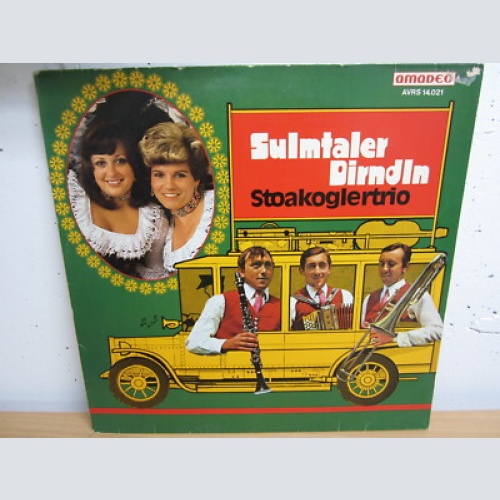 amadeo
AVRS 14.021
Sulmtaler
Dirndln
Stoakoglertrio